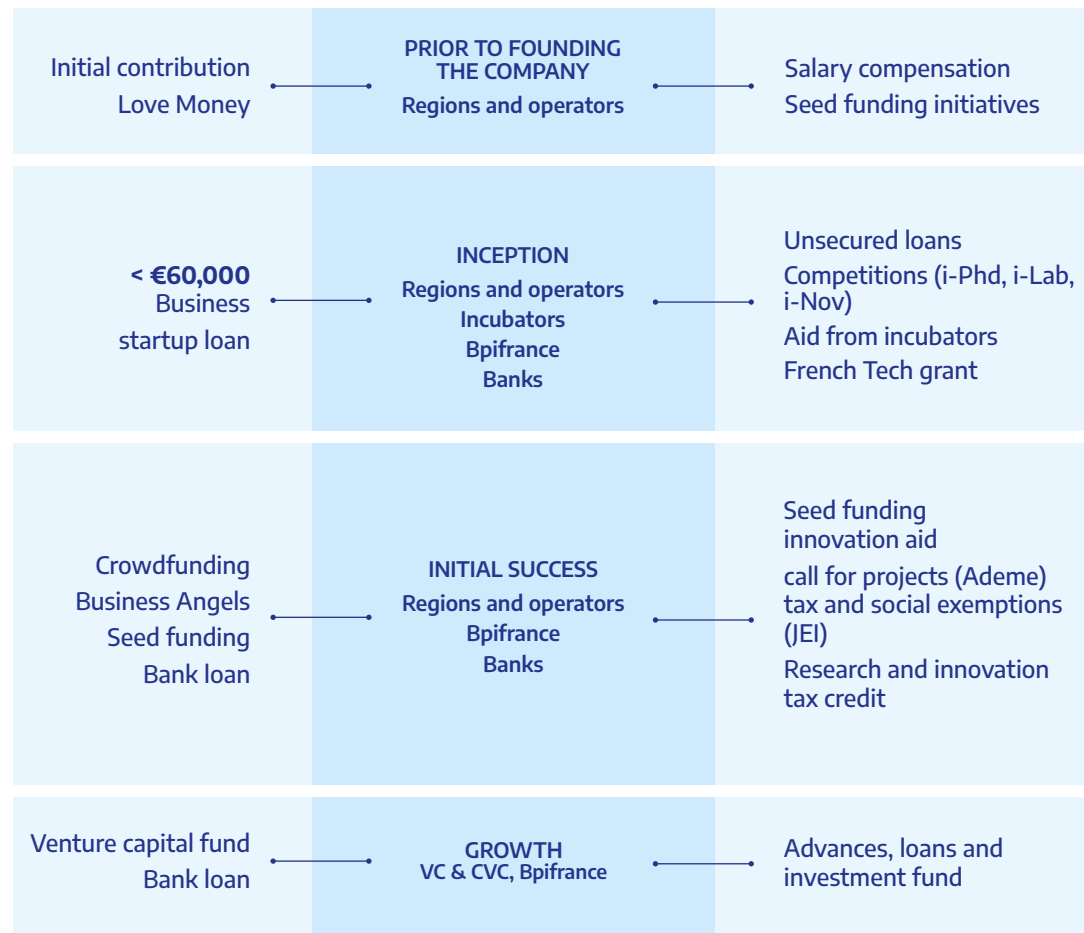 Initial contribution
Love Money
PRIOR TO FOUNDING
THE COMPANY
Regions and operators
Salary compensation
Seed funding initiatives
< €60,000
Business
startup loan
INCEPTION
Regions and operators
Incubators
Bpifrance
Banks
Unsecured loans
Competitions (i-Phd, i-Lab,
i-Nov)
Aid from incubators
French Tech grant
Crowdfunding
Business Angels
Seed funding
Bank loan
INITIAL SUCCESS
Regions and operators
Bpifrance
Banks
Seed funding
innovation aid
call for projects (Ademe)
tax and social exemptions
(JEI)
Research and innovation
tax credit
Venture capital fund
Bank loan
GROWTH
VC & CVC, Bpifrance
Advances, loans and
investment fund